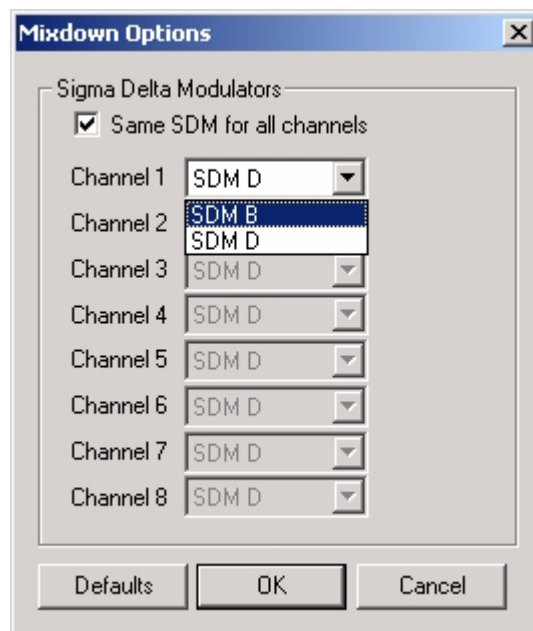 Mixdown Options
Sigma Delta Modulators
Same SDM for all channels
Channel 1 SDM D
Channel 2 SDM B
SDM D
Channel 3 SDM D
Channel 4 SDM D
Channel 5 SDM D
Channel 6 SDM D
Channel 7 SDM D
Channel 8 SDM D
Defaults OK Cancel